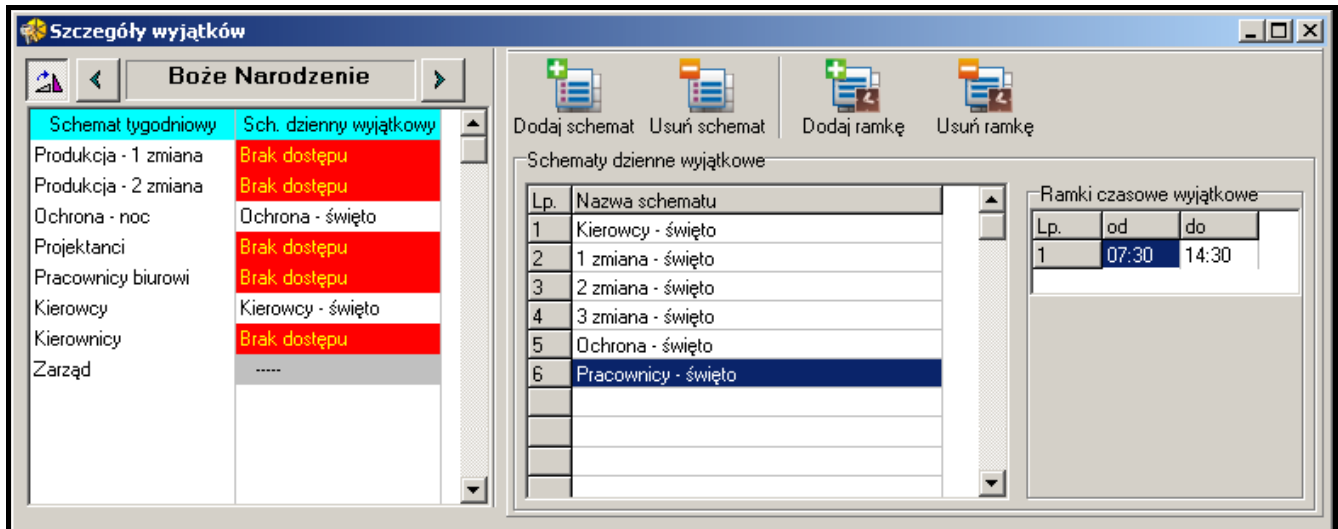 Szczegóły wyjątków
Boże Narodzenie
Schemat tygodniowy Sch. dzienny wyjątkowy
Produkcja - 1 zmiana Brak dostępu
Produkcja - 2 zmiana Brak dostępu
Ochrona - noc Ochrona - święto
Projektanci Brak dostępu
Pracownicy biurowi Brak dostępu
Kierowcy Kierowcy - święto
Kierownicy Brak dostępu
Zarząd -----
Dodaj schemat Usuń schemat Dodaj ramkę Usuń ramkę
Schematy dzienne wyjątkowe
Lp. Nazwa schematu
1 Kierowcy - święto
2 1 zmiana - święto
3 2 zmiana - święto
4 3 zmiana - święto
5 Ochrona - święto
6 Pracownicy - święto
Ramki czasowe wyjątkowe
Lp. od do
1 07:30 14:30